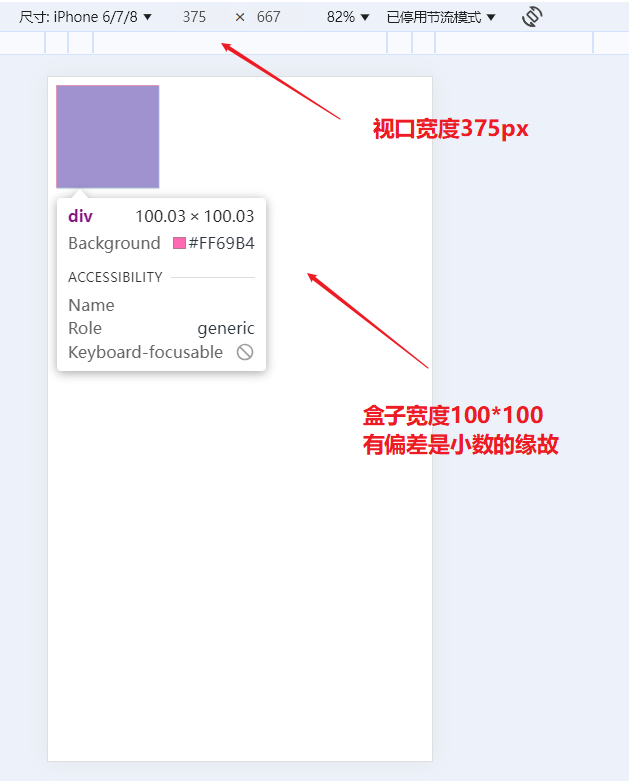 尺寸: iPhone 6/7/8 ▼ 375 × 667 82% ▼ 已停用节流模式 ▼
视口宽度375px
div 100.03 × 100.03
Background #FF69B4
ACCESSIBILITY
Name
Role generic
Keyboard-focusable
盒子宽度100*100
有偏差是小数的缘故